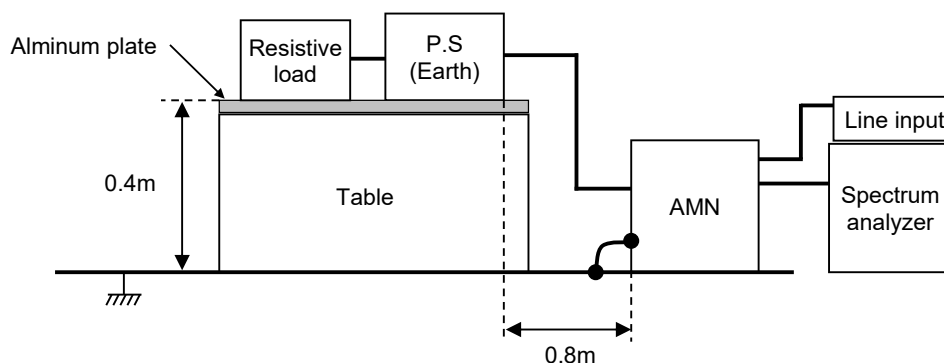 Alminum plate
Resistive
load
P.S
(Earth)
Line input
0.4m
Table
AMN
Spectrum
analyzer
0.8m